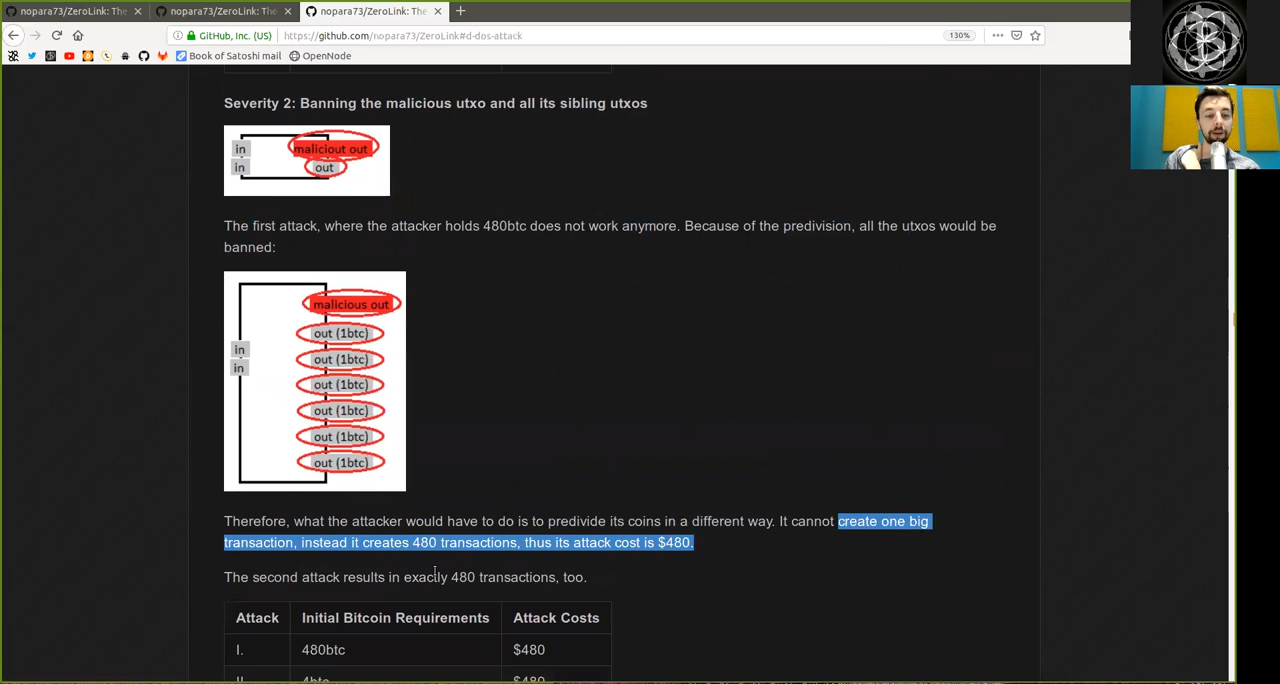 nopara73/ZeroLink: The
nopara73/ZeroLink: The
nopara73/ZeroLink: The
GitHub, Inc. (US)
https://github.com/nopara73/ZeroLink#d-dos-attack
130%
Book of Satoshi mail
OpenNode
Severity 2: Banning the malicious utxo and all its sibling utxos
in
maliciout out
in
out
The first attack, where the attacker holds 480btc does not work anymore. Because of the predivision, all the utxos would be
banned:
malicious out
out (1btc)
in
out (1btc)
in
out (1btc)
out (1btc)
out (1btc)
out (1btc)
Therefore, what the attacker would have to do is to predivide its coins in a different way. It cannot create one big
transaction, instead it creates 480 transactions, thus its attack cost is $480.
The second attack results in exactly 480 transactions, too.
Attack Initial Bitcoin Requirements Attack Costs
I. 480btc $480
II. 4btc $480